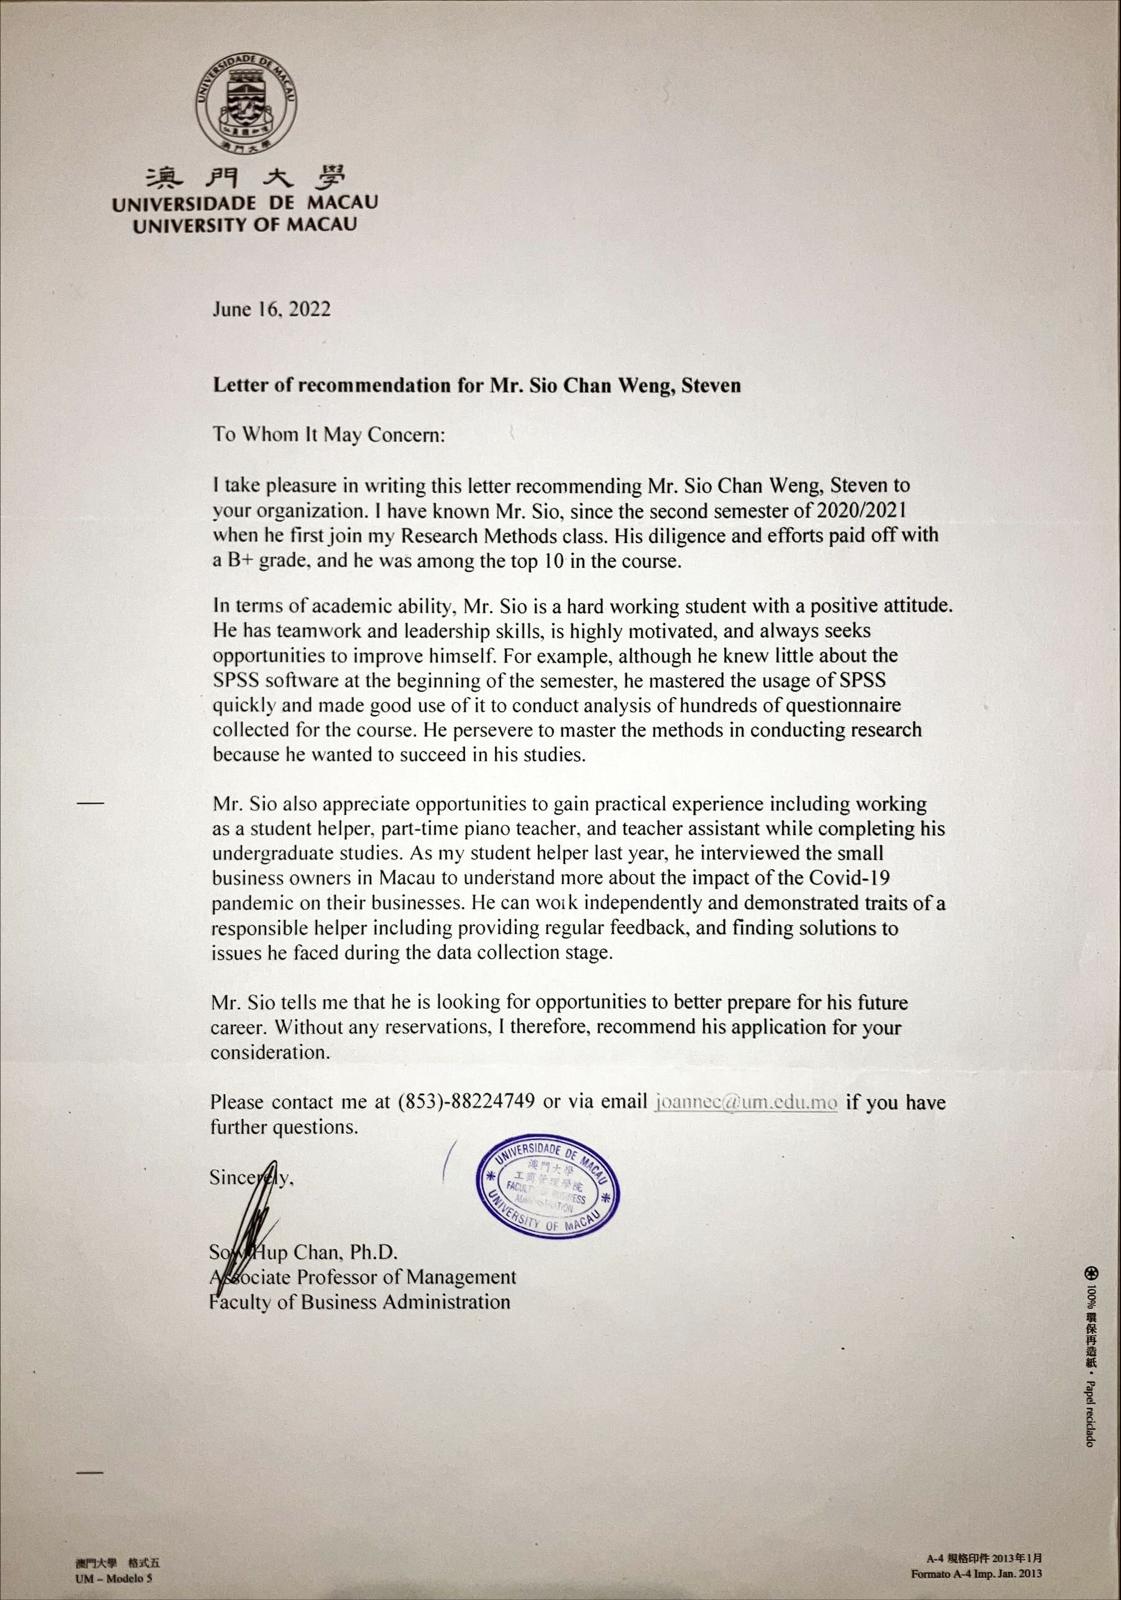 UNIVERSIDADE DE MACAU
澳門大學
澳門大學
UNIVERSIDADE DE MACAU
UNIVERSITY OF MACAU
June 16, 2022
Letter of recommendation for Mr. Sio Chan Weng, Steven
To Whom It May Concern:
I take pleasure in writing this letter recommending Mr. Sio Chan Weng, Steven to
your organization. I have known Mr. Sio, since the second semester of 2020/2021
when he first join my Research Methods class. His diligence and efforts paid off with
a B+ grade, and he was among the top 10 in the course.
In terms of academic ability, Mr. Sio is a hard working student with a positive attitude.
He has teamwork and leadership skills, is highly motivated, and always seeks
opportunities to improve himself. For example, although he knew little about the
SPSS software at the beginning of the semester, he mastered the usage of SPSS
quickly and made good use of it to conduct analysis of hundreds of questionnaire
collected for the course. He persevere to master the methods in conducting research
because he wanted to succeed in his studies.
Mr. Sio also appreciate opportunities to gain practical experience including working
as a student helper, part-time piano teacher, and teacher assistant while completing his
undergraduate studies. As my student helper last year, he interviewed the small
business owners in Macau to understand more about the impact of the Covid-19
pandemic on their businesses. He can work independently and demonstrated traits of a
responsible helper including providing regular feedback, and finding solutions to
issues he faced during the data collection stage.
Mr. Sio tells me that he is looking for opportunities to better prepare for his future
career. Without any reservations, I therefore, recommend his application for your
consideration.
Please contact me at (853)-88224749 or via email joannec@um.edu.mo if you have
further questions.
Sincerely,
UNIVERSIDADE DE MACAU
澳門大學
工商管理學院
FACULTY OF BUSINESS
ADMINISTRATION
UNIVERSITY OF MACAU
Sow Hup Chan, Ph.D.
Associate Professor of Management
Faculty of Business Administration
100% 環保再造紙・Papel reciclado
澳門大學 格式五
UM – Modelo 5
A-4 規格印件 2013年1月
Formato A-4 Imp. Jan. 2013